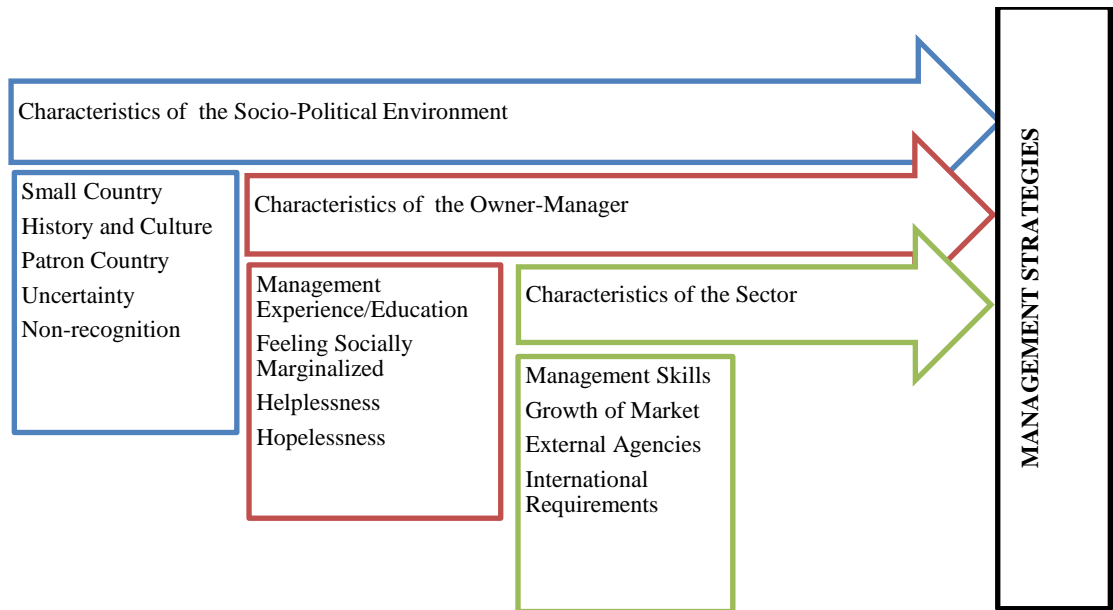 Characteristics of the Socio-Political Environment
Small Country
History and Culture
Patron Country
Uncertainty
Non-recognition
Characteristics of the Owner-Manager
Management
Experience/Education
Feeling Socially
Marginalized
Helplessness
Hopelessness
Characteristics of the Sector
Management Skills
Growth of Market
External Agencies
International
Requirements
MANAGEMENT STRATEGIES